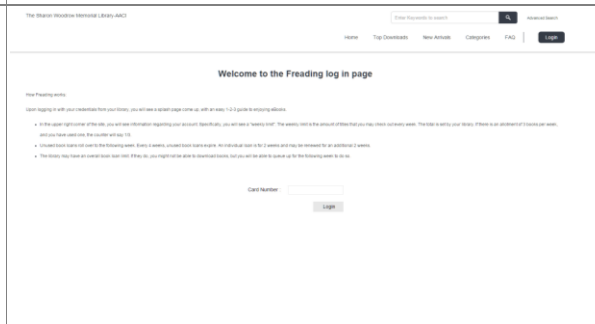 The Sharon Woodrow Memorial Library-AACI
Enter Keywords to search
Advanced Search
Home Top Downloads New Arrivals Categories FAQ Login
Welcome to the Freading log in page
How Freading works.
Upon logging in with your credentials from your library, you will see a splash page come up, with an easy 1-2-3 guide to enjoying eBooks.
In the upper right corner of the site, you will see information regarding your account. Specifically, you will see a "weekly limit". The weekly limit is the amount of titles that you may check out every week. The total is set by your library. If there is an allotment of 5 books per week,
and you have used one, the counter will say 1/5.
Unused book loans roll over to the following week. Every 4 weeks, unused book loans expire. An individual loan is for 2 weeks and may be renewed for an additional 2 weeks.
The library may have an overall book loan limit. If they do, you might not be able to download books, but you will be able to queue up for the following week to do so.
Card Number :
Login